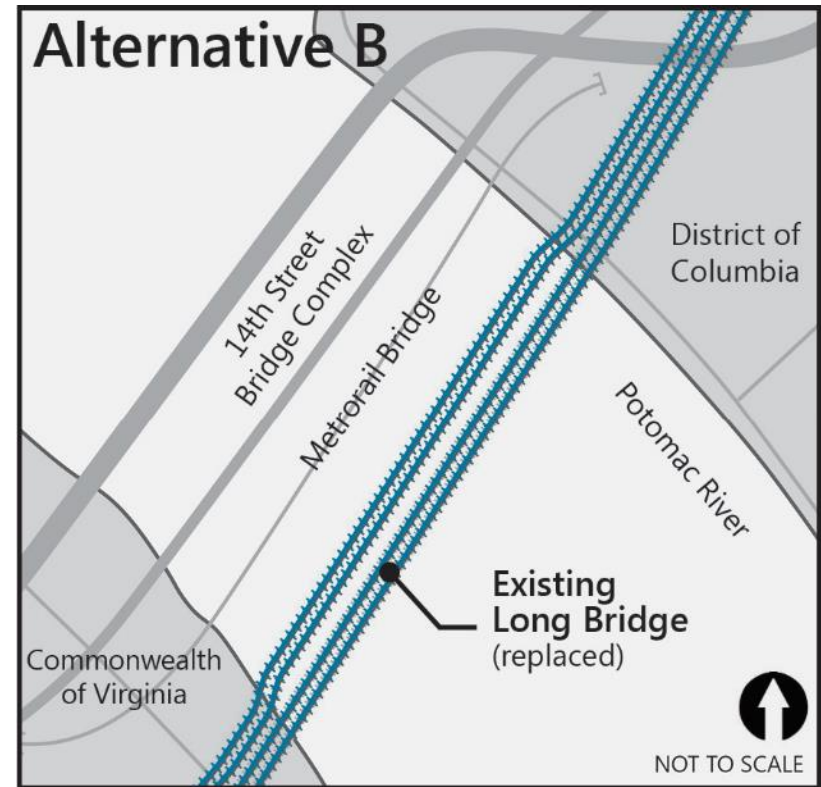 Alternative B
14th Street
Bridge Complex
Metrorail Bridge
District of
Columbia
Potomac River
Existing
Long Bridge
(replaced)
Commonwealth
of Virginia
NOT TO SCALE